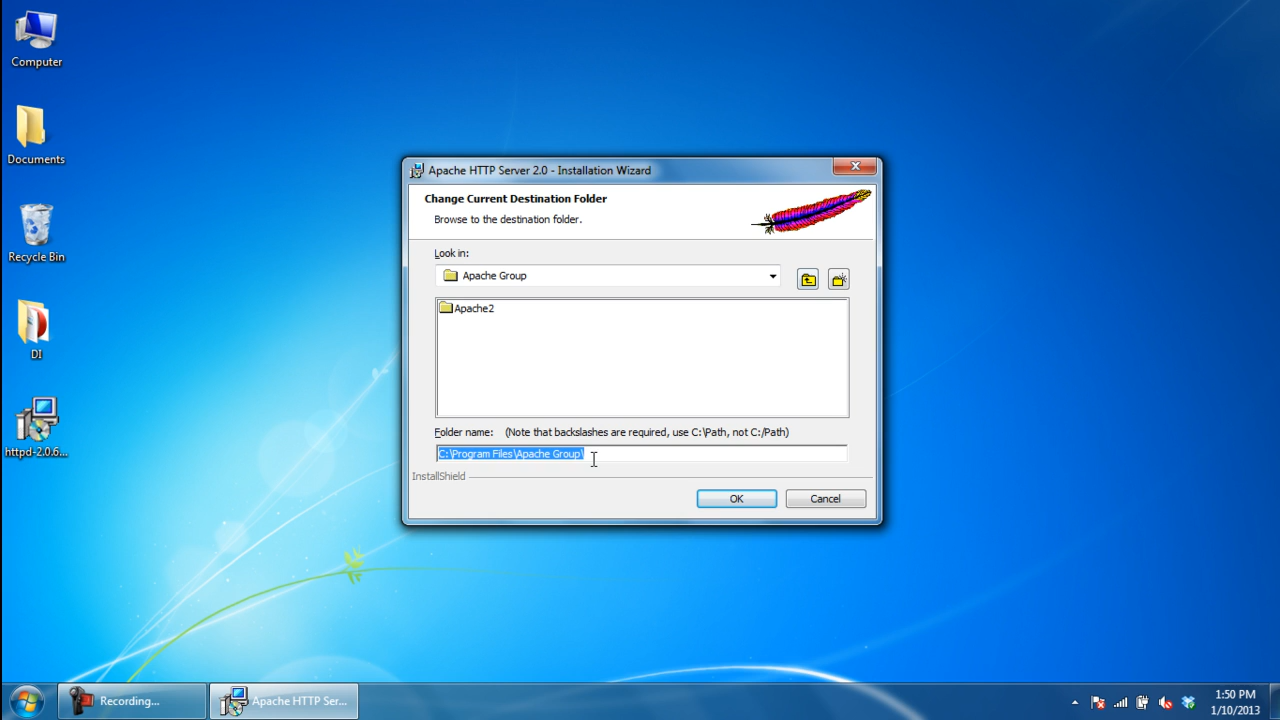 Computer
Documents
Recycle Bin
DI
httpd-2.0.6...
Apache HTTP Server 2.0 - Installation Wizard
Change Current Destination Folder
Browse to the destination folder.
Look in:
Apache Group
Apache2
Folder name: (Note that backslashes are required, use C:\Path, not C:/Path)
C:\Program Files\Apache Group\
InstallShield
OK Cancel
Recording...
Apache HTTP Ser...
1:50 PM
1/10/2013